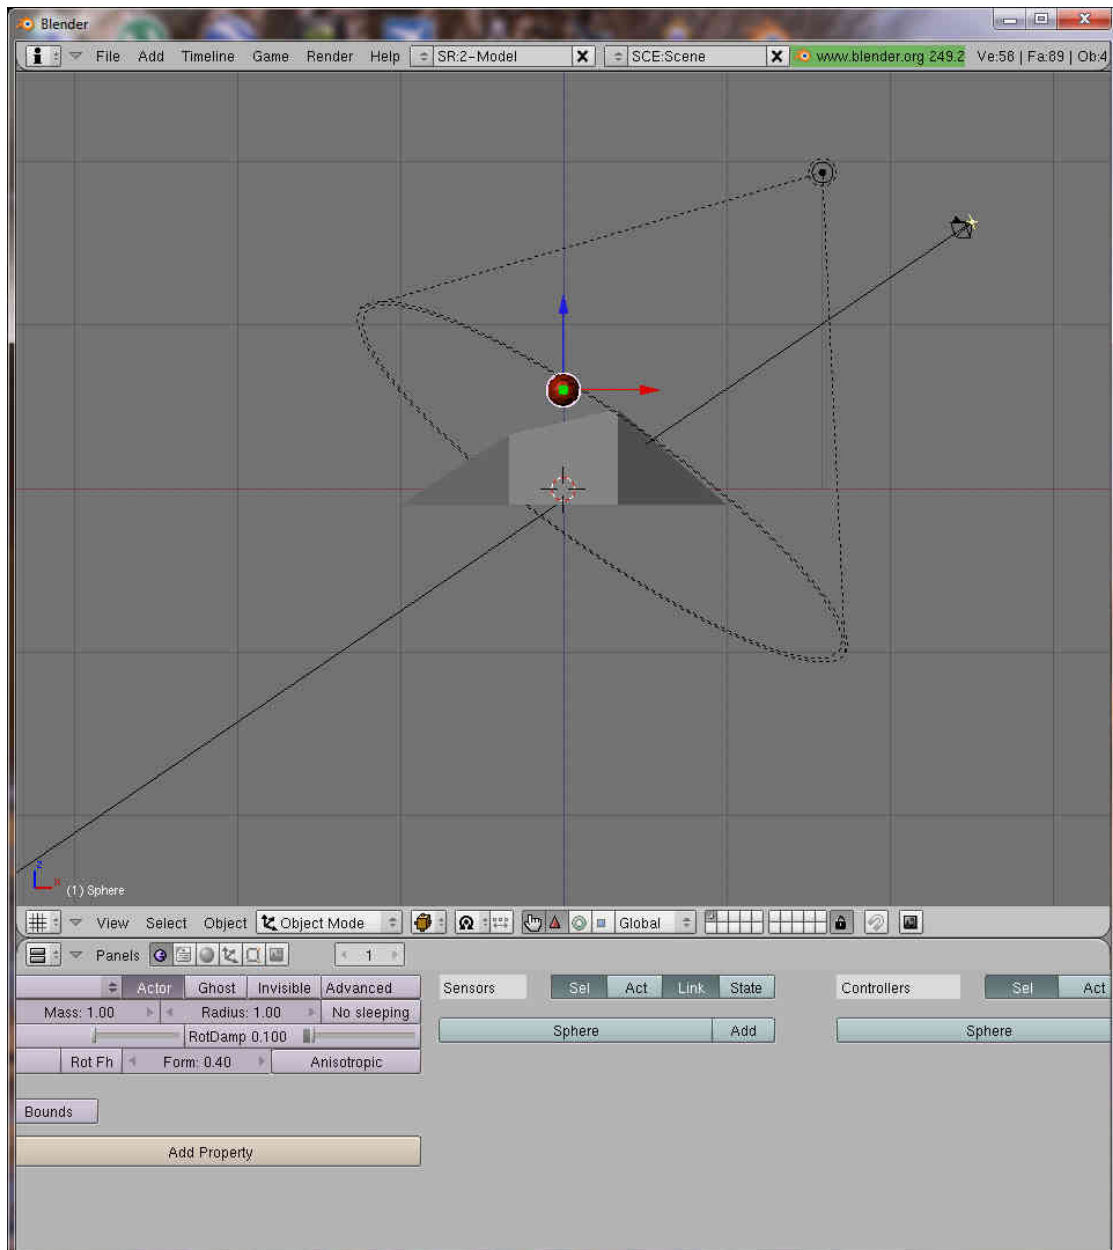 Blender
File Add Timeline Game Render Help SR:2-Model X SCE:Scene X www.blender.org 249.2 Ve:58 | Fa:89 | Ob:4
z
x
(1) Sphere
View Select Object Object Mode Global
Panels 1
Actor Ghost Invisible Advanced Sensors Sel Act Link State Controllers Sel Act
Mass: 1.00 Radius: 1.00 No sleeping
Sphere Add Sphere
RotDamp 0.100
Rot Fh Form: 0.40 Anisotropic
Bounds
Add Property